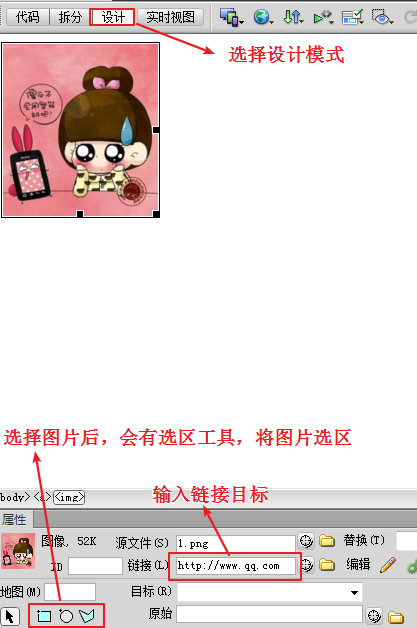 代码 拆分 设计 实时视图
选择设计模式
选择图片后，会有选区工具，将图片选区
输入链接目标
body> <a> <img>
属性
图像, 52K 源文件(S) 1.png 替换(T)
ID 链接(L) http://www.qq.com 编辑
地图(M) 目标(R)
原始